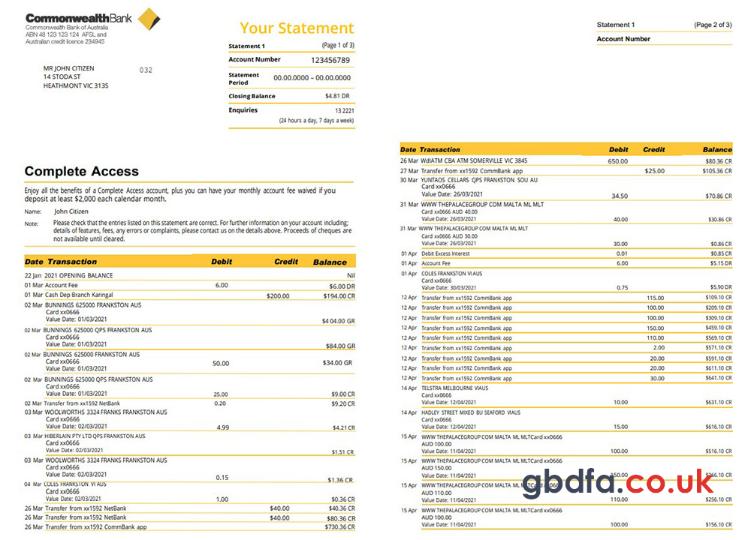 CommonwealthBank
Commonwealth Bank of Australia
ABN 48 123 123 124 AFSL and
Australian credit licence 234945
Your Statement
Statement 1 (Page 1 of 3)
Account Number 123456789
Statement Period 00.00.0000 – 00.00.0000
Closing Balance $4.81 DR
Enquiries 13 2221
(24 hours a day, 7 days a week)
MR JOHN CITIZEN 032
14 STODA ST
HEATHMONT VIC 3135
Complete Access
Enjoy all the benefits of a Complete Access account, plus you can have your monthly account fee waived if you
deposit at least $2,000 each calendar month.
Name: John Citizen
Note: Please check that the entries listed on this statement are correct. For further information on your account including;
details of features, fees, any errors or complaints, please contact us on the details above. Proceeds of cheques are
not available until cleared.
Date Transaction Debit Credit Balance
22 Jan 2021 OPENING BALANCE Nil
01 Mar Account Fee 6.00 $6.00 DR
01 Mar Cash Dep Branch Karingal $200.00 $194.00 CR
02 Mar BUNNINGS 625000 FRANKSTON AUS
Card xx0666
Value Date: 01/03/2021 $4 04.00 GR
02 Mar BUNNINGS 625000 QPS FRANKSTON AUS
Card xx0666
Value Date: 01/03/2021 $84.00 GR
02 Mar BUNNINGS 625000 FRANKSTON AUS
Card xx0666
Value Date: 01/03/2021 50.00 $34.00 GR
02 Mar BUNNINGS 625000 QPS FRANKSTON AUS
Card xx0666
Value Date: 01/03/2021 25.00 $9.00 CR
02 Mar Transfer from xx1592 NetBank 0.20 $9.20 CR
03 Mar WOOLWORTHS 3324 FRANKS FRANKSTON AUS
Card xx0666
Value Date: 02/03/2021 4.99 $4.21 CR
03 Mar HIBERLAIN PTY LTD QPS FRANKSTON AUS
Card xx0666
Value Date: 02/03/2021 $1.51 CR
03 Mar WOOLWORTHS 3324 FRANKS FRANKSTON AUS
Card xx0666
Value Date: 02/03/2021 0.15 $1.36 CR
04 Mar COLES FRANKSTON VI AUS
Card xx0666
Value Date: 02/03/2021 1.00 $0.36 CR
26 Mar Transfer from xx1592 NetBank $40.00 $40.36 CR
26 Mar Transfer from xx1592 NetBank $40.00 $80.36 CR
26 Mar Transfer from xx1592 CommBank app $730.36 CR
Statement 1 (Page 2 of 3)
Account Number
Date Transaction Debit Credit Balance
26 Mar WdlATM CBA ATM SOMERVILE VIC 3845 650.00 $80.36 CR
27 Mar Transfer from xx1592 CommBank app $25.00 $105.36 CR
30 Mar YUNTAOS CELLARS QPS FRANKSTON SOU AU
Card xx0666
Value Date: 26/03/2021 34.50 $70.86 CR
31 Mar WWW THEPALACEGROUP COM MALTA ML MLT
Card xx0666 AUD 40.00
Value Date: 26/03/2021 40.00 $30.86 CR
31 Mar WWW THEPALACEGROUP COM MALTA ML MLT
Card xx0666 AUD 30.00
Value Date: 26/03/2021 30.00 $0.86 CR
01 Apr Debit Excess Interest 0.01 $0.85 CR
01 Apr Account Fee 6.00 $5.15 DR
01 Apr COLES FRANKSTON VI AUS
Card xx0666
Value Date: 30/03/2021 0.75 $5.90 DCR
12 Apr Transfer from xx1592 CommBank app 115.00 $109.10 CR
12 Apr Transfer from xx1592 CommBank app 100.00 $209.10 CR
12 Apr Transfer from xx1592 CommBank app 100.00 $309.10 CR
12 Apr Transfer from xx1592 CommBank app 150.00 $459.10 CR
12 Apr Transfer from xx1592 CommBank app 110.00 $569.10 CR
12 Apr Transfer from xx1592 CommBank app 2.00 $571.10 CR
12 Apr Transfer from xx1592 CommBank app 20.00 $591.10 CR
12 Apr Transfer from xx1592 CommBank app 20.00 $611.10 CR
12 Apr Transfer from xx1592 CommBank app 30.00 $641.10 CR
14 Apr TELSTRA MELBOURNE VIAUS
Card xx0666
Value Date: 12/04/2021 10.00 $631.10 CR
14 Apr HADLEY STREET MIXED BU SEAFORD VIAUS
Card xx0666
Value Date: 12/04/2021 15.00 $616.10 CR
15 Apr WWW THEPALACEGROUP COM MALTA ML MLTCard xx0666
AUD 100.00
Value Date: 11/04/2021 100.00 $516.10 CR
15 Apr WWW THEPALACEGROUP COM MALTA ML MLTCard xx0666
AUD 150.00
Value Date: 11/04/2021 150.00 CR
15 Apr WWW THEPALACEGROUP COM MALTA ML
AUD 110.00
Value Date: 11/04/2021 110.00 $256.10 CR
15 Apr WWW THEPALACEGROUP COM MALTA ML MLTCard xx0666
AUD 100.00
Value Date: 11/04/2021 100.00 $156.10 CR
gbdfa.co.uk